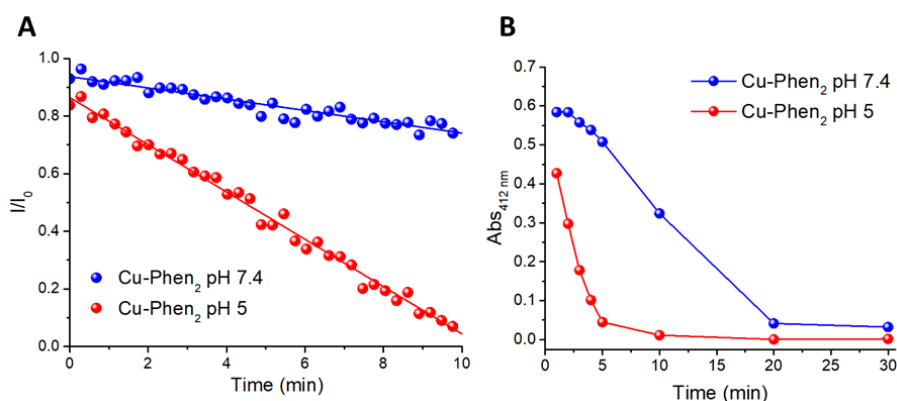 A
I/I0
1.0
0.8
0.6
0.4
0.2
0.0
Cu-Phen2 pH 7.4
Cu-Phen2 pH 5
0 2 4 6 8 10
Time (min)
B
Abs412 nm
0.7
0.6
0.5
0.4
0.3
0.2
0.1
0.0
Cu-Phen2 pH 7.4
Cu-Phen2 pH 5
0 5 10 15 20 25 30
Time (min)